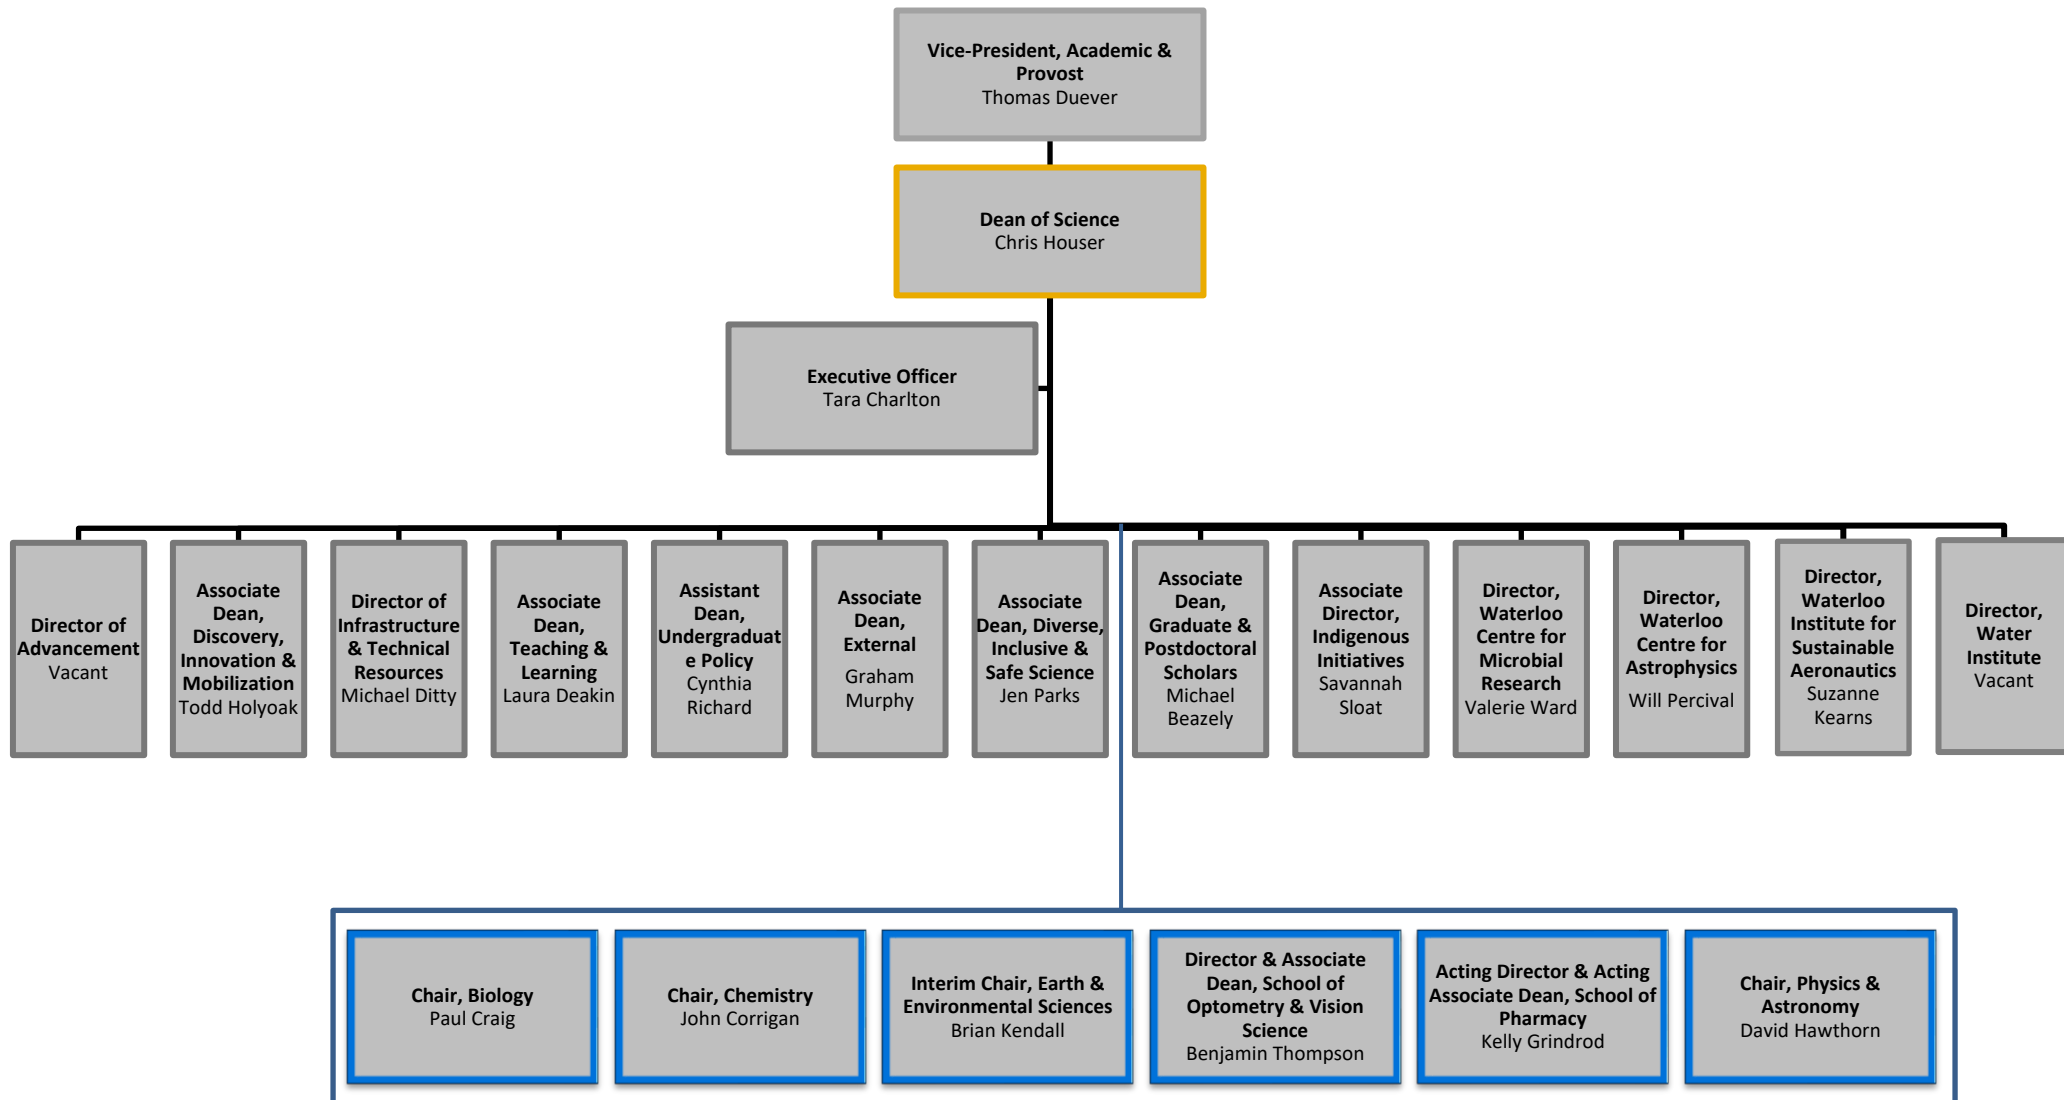 Vice-President, Academic &
Provost
Thomas Duever
Dean of Science
Chris Houser
Executive Officer
Tara Charlton
Director of
Advancement
Vacant
Associate
Dean,
Discovery,
Innovation &
Mobilization
Todd Holyoak
Director of
Infrastructure
& Technical
Resources
Michael Ditty
Associate
Dean,
Teaching &
Learning
Laura Deakin
Assistant
Dean,
Undergraduat
e Policy
Cynthia
Richard
Associate
Dean,
External
Graham
Murphy
Associate
Dean, Diverse,
Inclusive &
Safe Science
Jen Parks
Associate
Dean,
Graduate &
Postdoctoral
Scholars
Michael
Beazely
Associate
Director,
Indigenous
Initiatives
Savannah
Sloat
Director,
Waterloo
Centre for
Microbial
Research
Valerie Ward
Director,
Waterloo
Centre for
Astrophysics
Will Percival
Director,
Waterloo
Institute for
Sustainable
Aeronautics
Suzanne
Kearns
Director,
Water
Institute
Vacant
Chair, Biology
Paul Craig
Chair, Chemistry
John Corrigan
Interim Chair, Earth &
Environmental Sciences
Brian Kendall
Director & Associate
Dean, School of
Optometry & Vision
Science
Benjamin Thompson
Acting Director & Acting
Associate Dean, School of
Pharmacy
Kelly Grindrod
Chair, Physics &
Astronomy
David Hawthorn